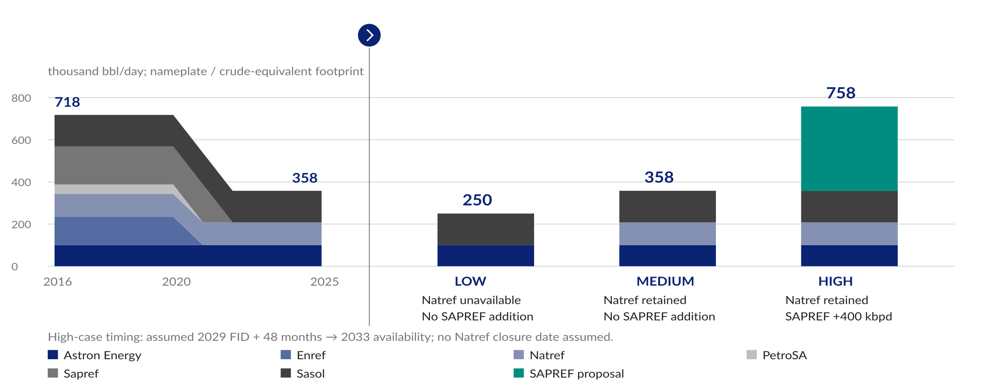 thousand bbl/day; nameplate / crude-equivalent footprint
800
600
400
200
0
718
358
250
358
758
2016
2020
2025
LOW
Natref unavailable
No SAPREF addition
MEDIUM
Natref retained
No SAPREF addition
HIGH
Natref retained
SAPREF +400 kbpd
High-case timing: assumed 2029 FID + 48 months → 2033 availability; no Natref closure date assumed.
Astron Energy
Enref
Natref
PetroSA
Sapref
Sasol
SAPREF proposal